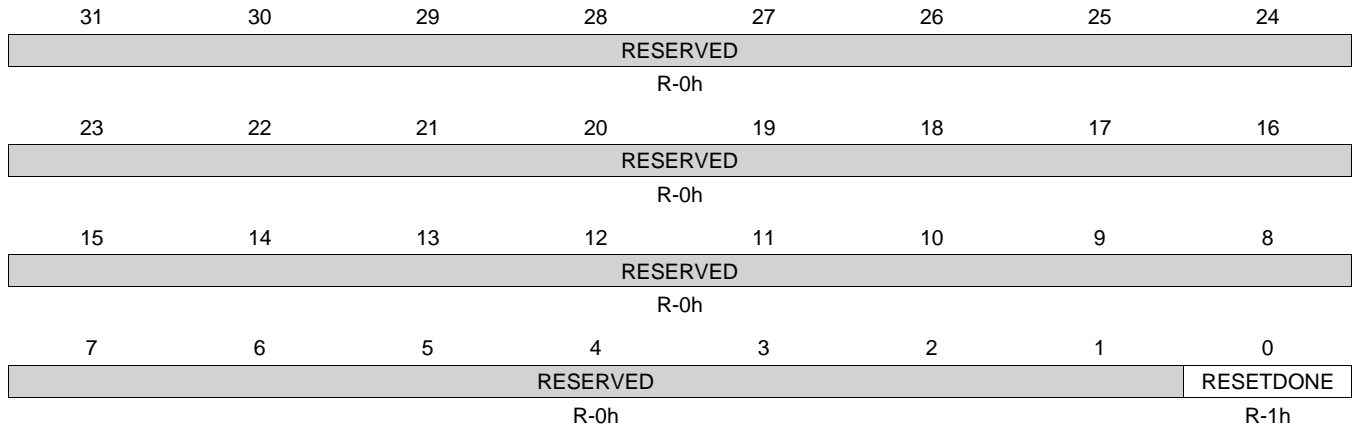 31 30 29 28 27 26 25 24
RESERVED
R-0h
23 22 21 20 19 18 17 16
RESERVED
R-0h
15 14 13 12 11 10 9 8
RESERVED
R-0h
7 6 5 4 3 2 1 0
RESERVED RESETDONE
R-0h R-1h